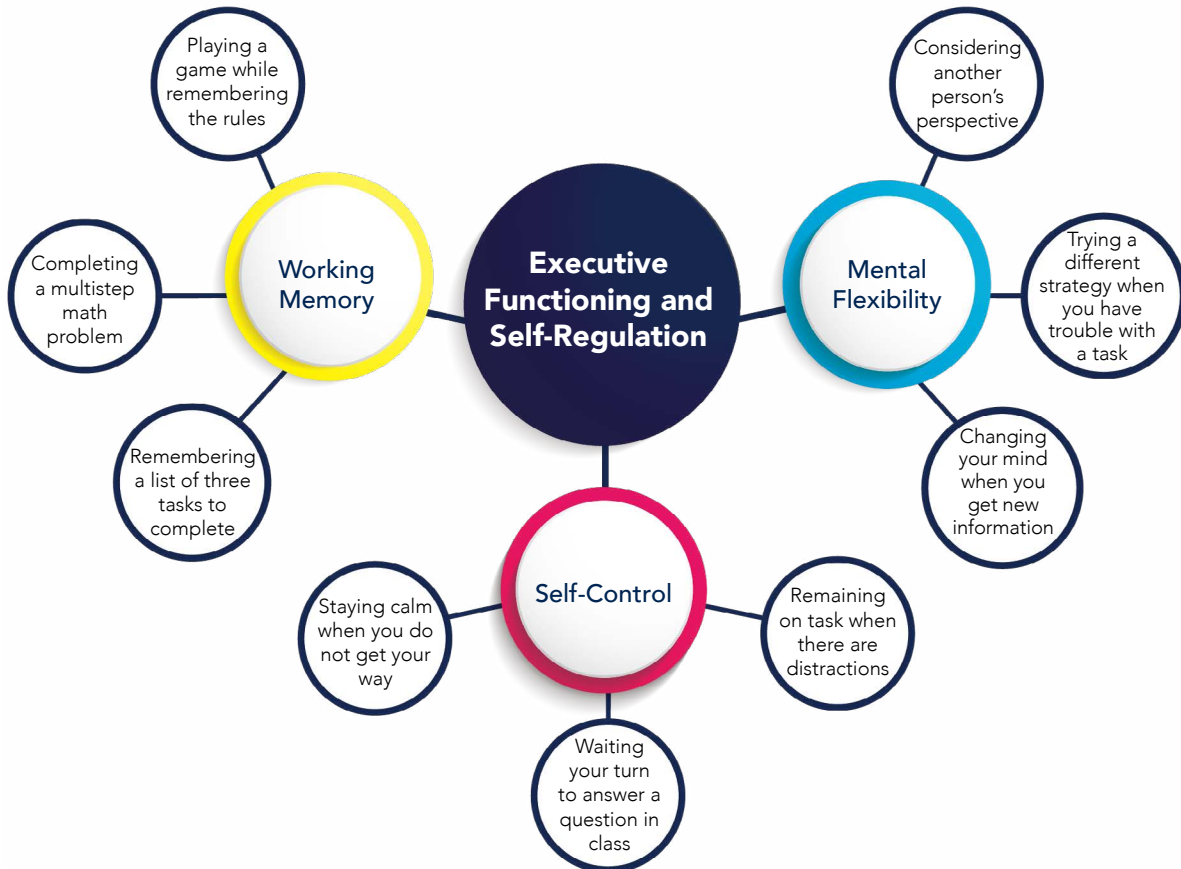 Executive
Functioning and
Self-Regulation
Working
Memory
Playing a
game while
remembering
the rules
Completing
a multistep
math
problem
Remembering
a list of three
tasks to
complete
Mental
Flexibility
Considering
another
person’s
perspective
Trying a
different
strategy when
you have
trouble with
a task
Changing
your mind
when you
get new
information
Self-Control
Staying calm
when you do
not get your
way
Waiting
your turn
to answer a
question in
class
Remaining
on task when
there are
distractions